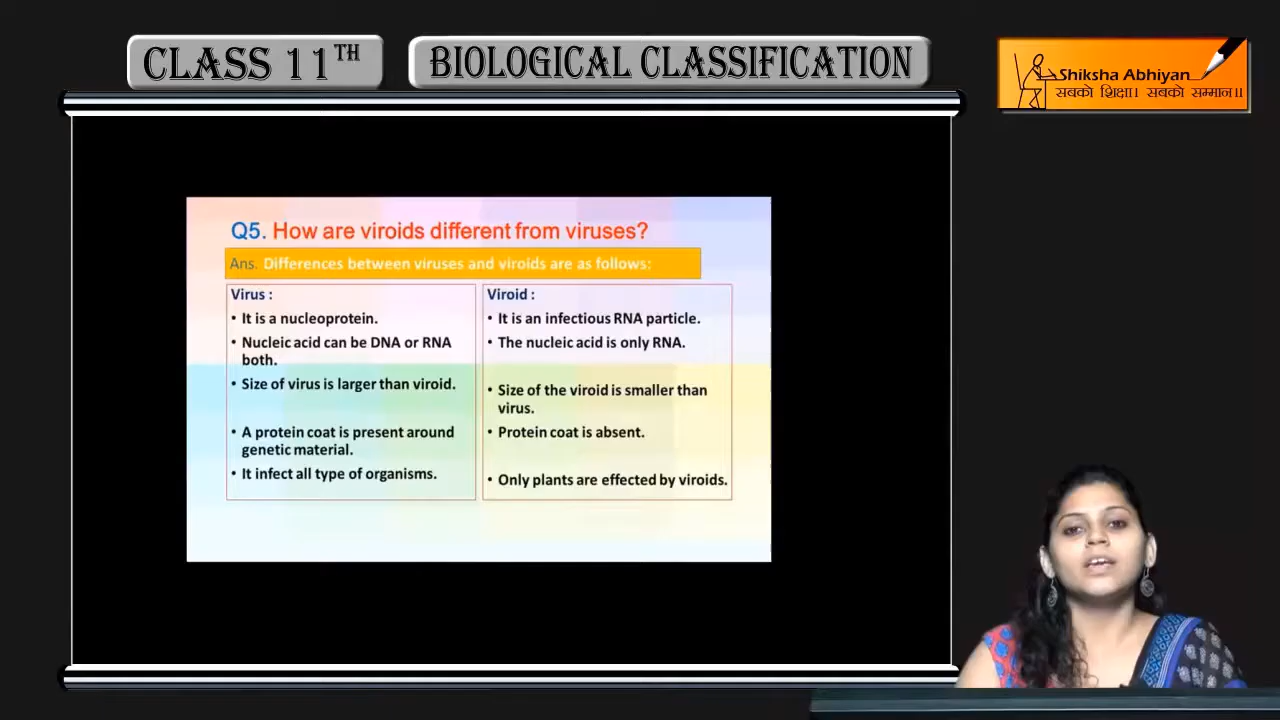 CLASS 11TH
BIOLOGICAL CLASSIFICATION
Shiksha Abhiyan
सबको शिक्षा। सबको सम्मान॥
Q5. How are viroids different from viruses?
Ans. Differences between viruses and viroids are as follows:
Virus :
• It is a nucleoprotein.
• Nucleic acid can be DNA or RNA
both.
• Size of virus is larger than viroid.
• A protein coat is present around
genetic material.
• It infect all type of organisms.
Viroid :
• It is an infectious RNA particle.
• The nucleic acid is only RNA.
• Size of the viroid is smaller than
virus.
• Protein coat is absent.
• Only plants are effected by viroids.